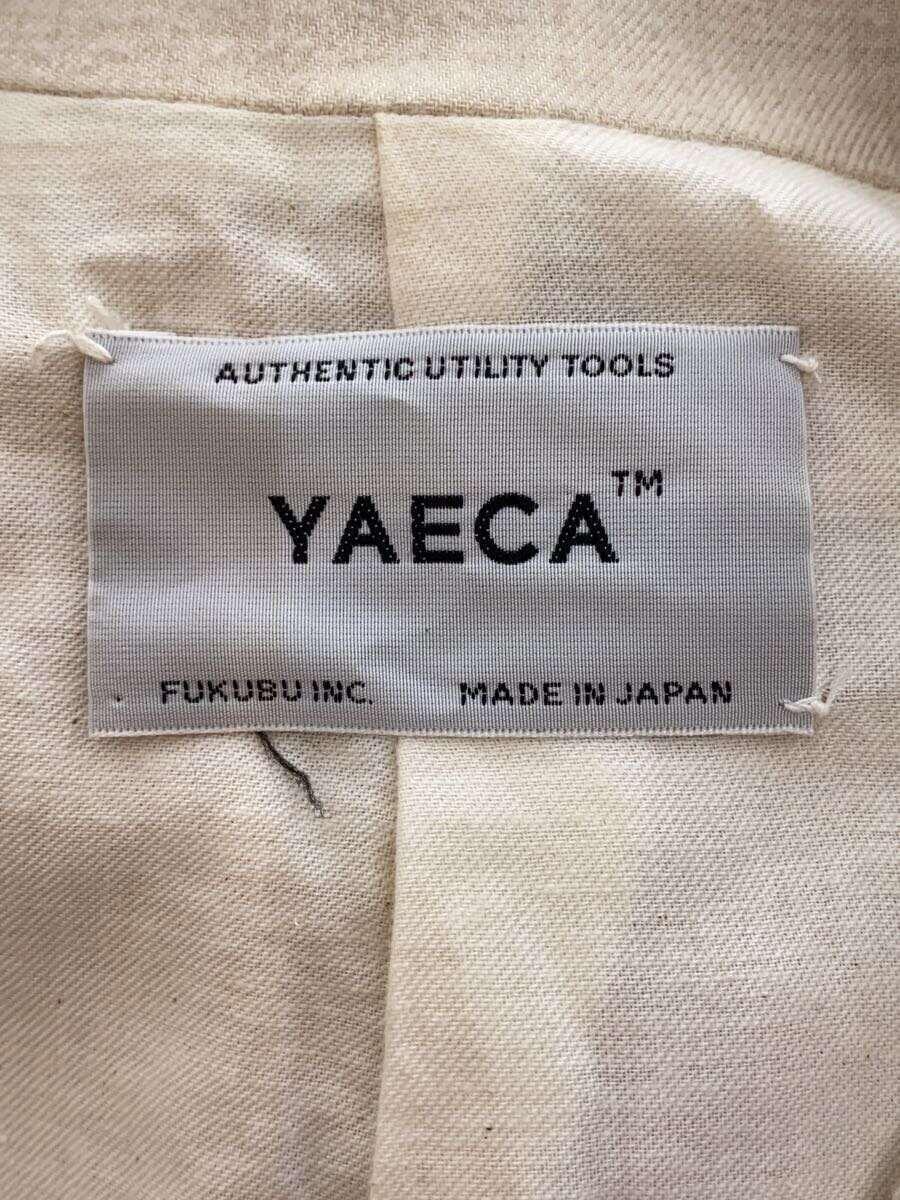 AUTHENTIC UTILITY TOOLS
YAECA™
FUKUBU INC. MADE IN JAPAN